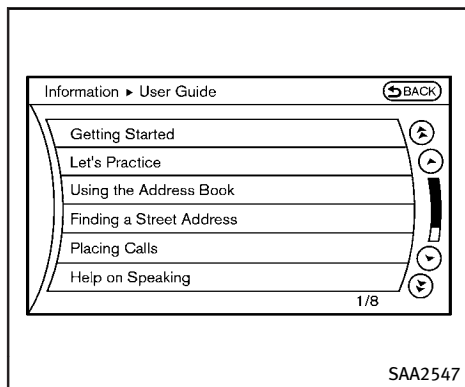 Information ▸ User Guide
BACK
Getting Started
Let's Practice
Using the Address Book
Finding a Street Address
Placing Calls
Help on Speaking
1/8
SAA2547